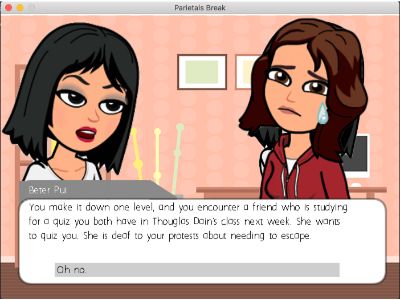 Parietals Break
Beter Pui
You make it down one level, and you encounter a friend who is studying
for a quiz you both have in Thouglas Dain's class next week. She wants
to quiz you. She is deaf to your protests about needing to escape.
Oh no.